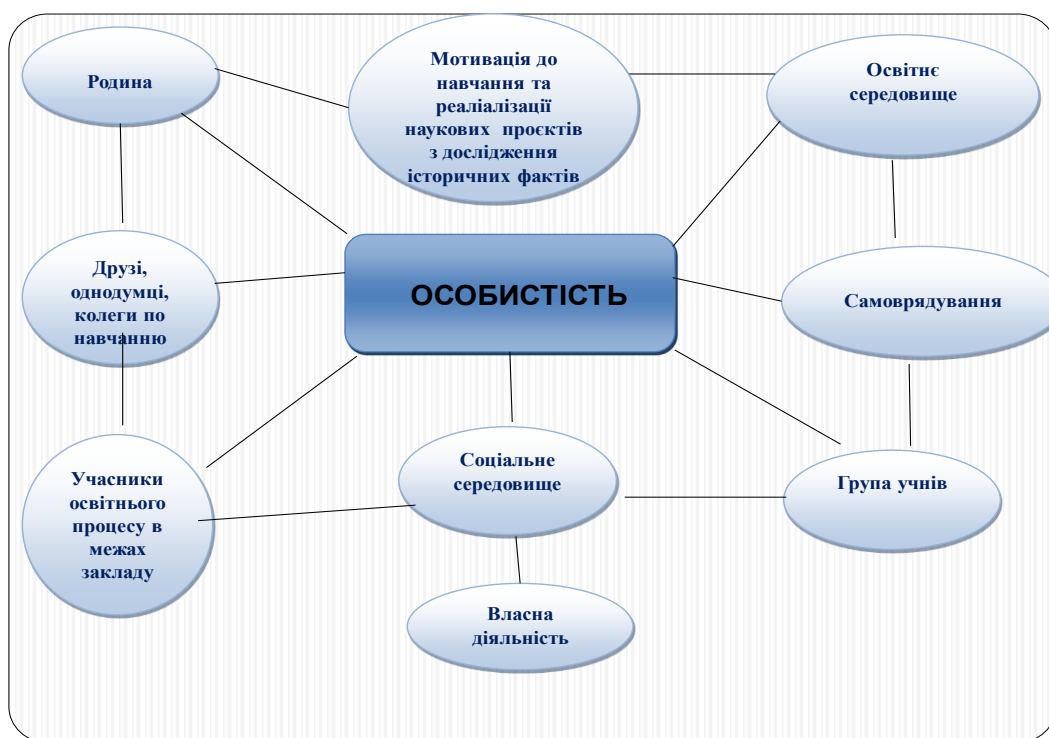 Родина
Мотивація до
навчання та
реаліалізації
наукових проєктів
з дослідження
історичних фактів
Освітнє
середовище
Друзі,
однодумці,
колеги по
навчанню
ОСОБИСТІСТЬ
Самоврядування
Учасники
освітнього
процесу в
межах
закладу
Соціальне
середовище
Група учнів
Власна
діяльність